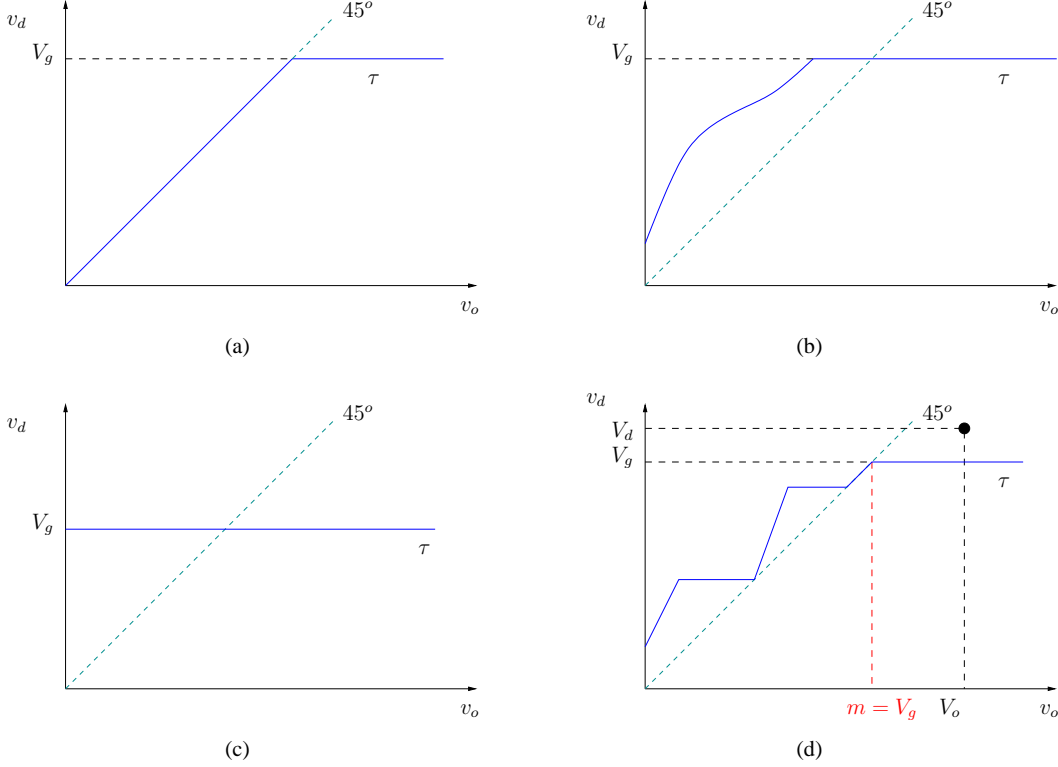 v_d
45^o
V_g
τ
v_o
(a)
v_d
45^o
V_g
τ
v_o
(b)
v_d
45^o
V_g
τ
v_o
(c)
v_d
45^o
V_d
V_g
τ
m = V_g
V_o
v_o
(d)